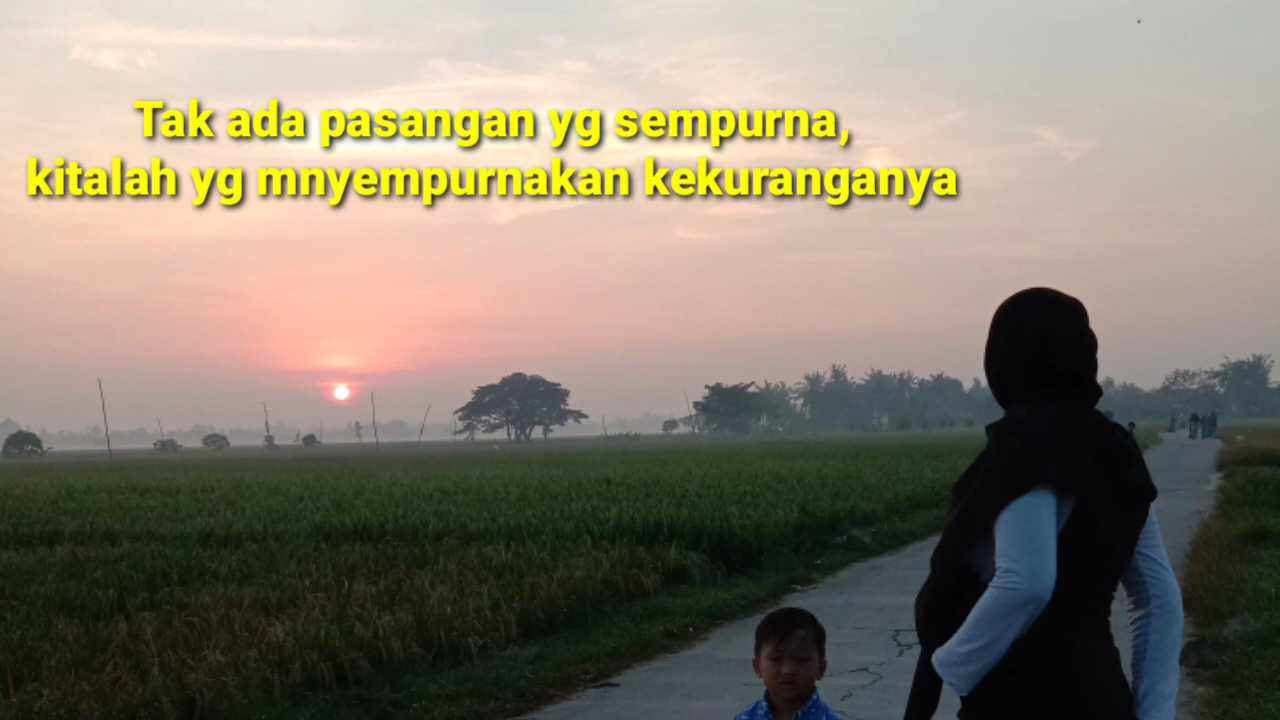 Tak ada pasangan yg sempurna,
kitalah yg mnyempurnakan kekuranganya